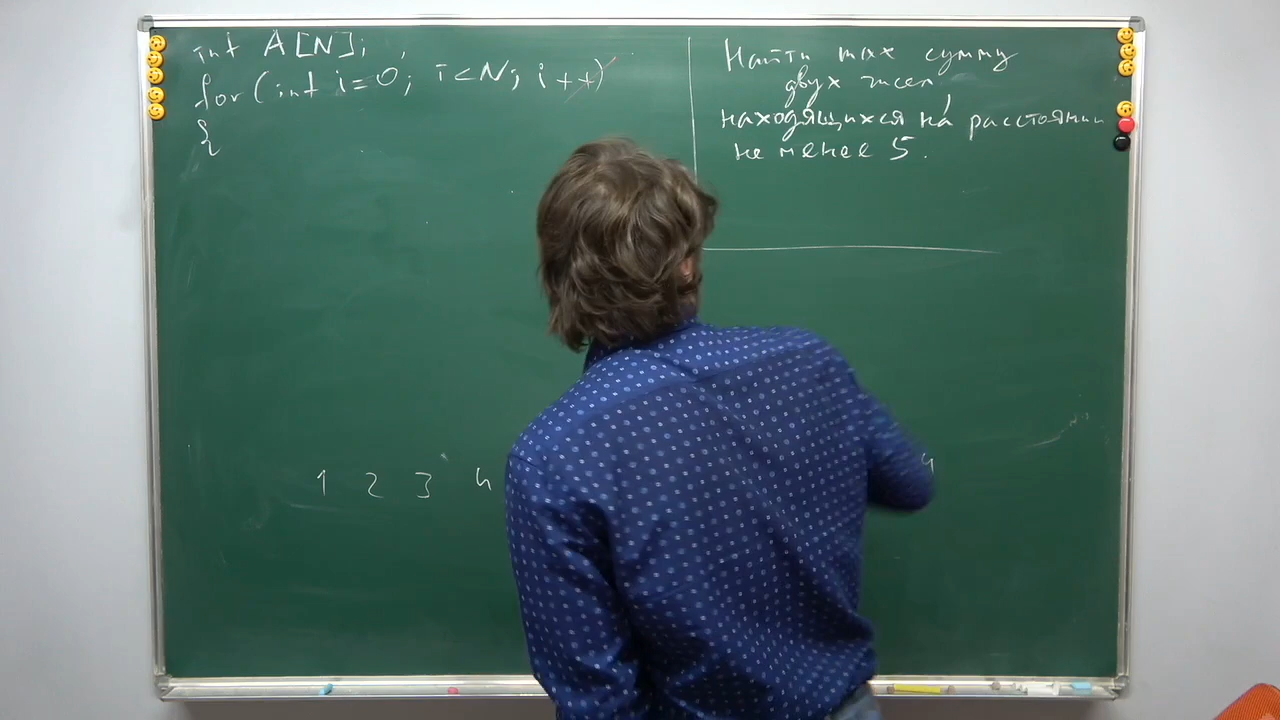 int A[N];
for (int i=0; i<N; i++)
{
Найти max сумму
двух чисел,
находящихся на расстоянии
не менее 5.
1 2 3 4
4